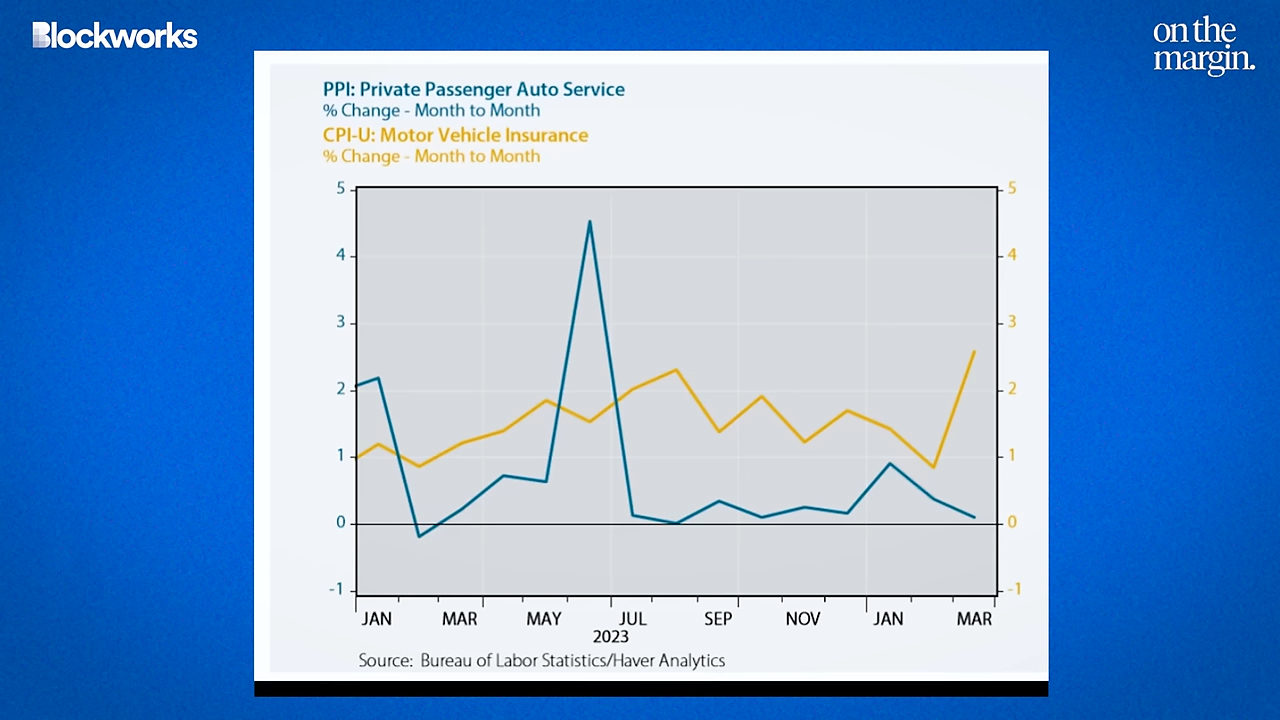 Blockworks
on the
margin.
PPI: Private Passenger Auto Service
% Change - Month to Month
CPI-U: Motor Vehicle Insurance
% Change - Month to Month
5 5
4 4
3 3
2 2
1 1
0 0
-1 -1
JAN MAR MAY JUL SEP NOV JAN MAR
2023
Source: Bureau of Labor Statistics/Haver Analytics